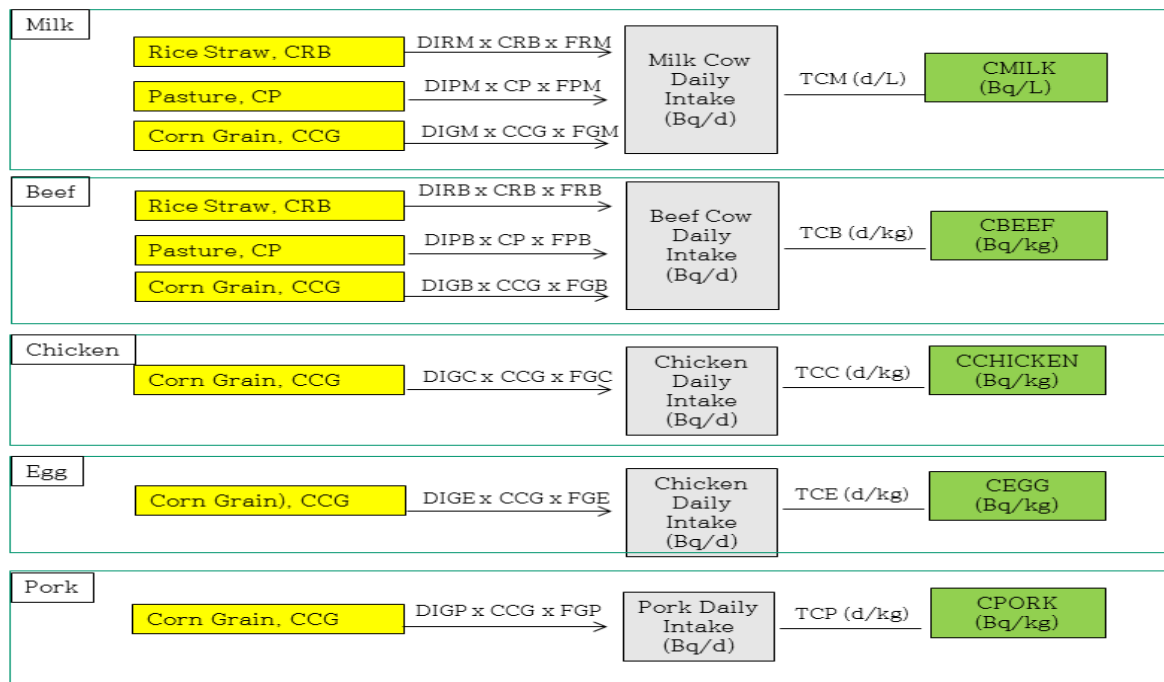 Milk
Rice Straw, CRB
DIRM x CRB x FRM
Pasture, CP
DIPM x CP x FPM
Corn Grain, CCG
DIGM x CCG x FGM
Milk Cow
Daily
Intake
(Bq/d)
TCM (d/L)
CMILK
(Bq/L)
Beef
Rice Straw, CRB
DIRB x CRB x FRB
Pasture, CP
DIPB x CP x FPB
Corn Grain, CCG
DIGB x CCG x FGB
Beef Cow
Daily
Intake
(Bq/d)
TCB (d/kg)
CBEEF
(Bq/kg)
Chicken
Corn Grain, CCG
DIGC x CCG x FGC
Chicken
Daily
Intake
(Bq/d)
TCC (d/kg)
CCHICKEN
(Bq/kg)
Egg
Corn Grain), CCG
DIGE x CCG x FGE
Chicken
Daily
Intake
(Bq/d)
TCE (d/kg)
CEGG
(Bq/kg)
Pork
Corn Grain, CCG
DIGP x CCG x FGP
Pork Daily
Intake
(Bq/d)
TCP (d/kg)
CPORK
(Bq/kg)